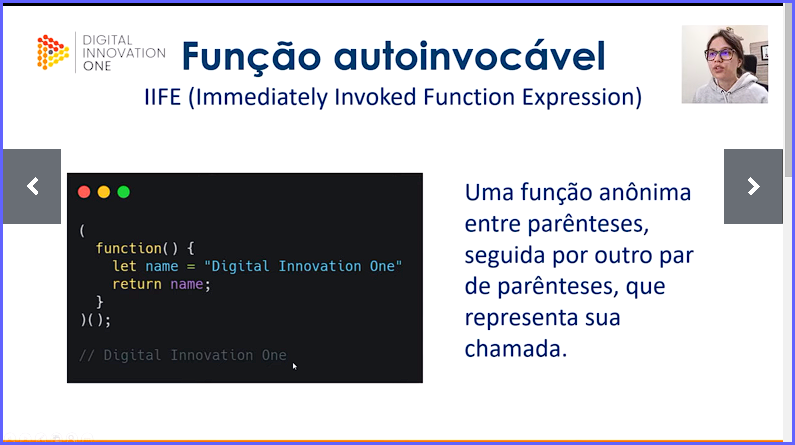 DIGITAL
INNOVATION
ONE
Função autoinvocável
IIFE (Immediately Invoked Function Expression)
(
function() {
let name = "Digital Innovation One"
return name;
}
)();
// Digital Innovation One
Uma função anônima
entre parênteses,
seguida por outro par
de parênteses, que
representa sua
chamada.